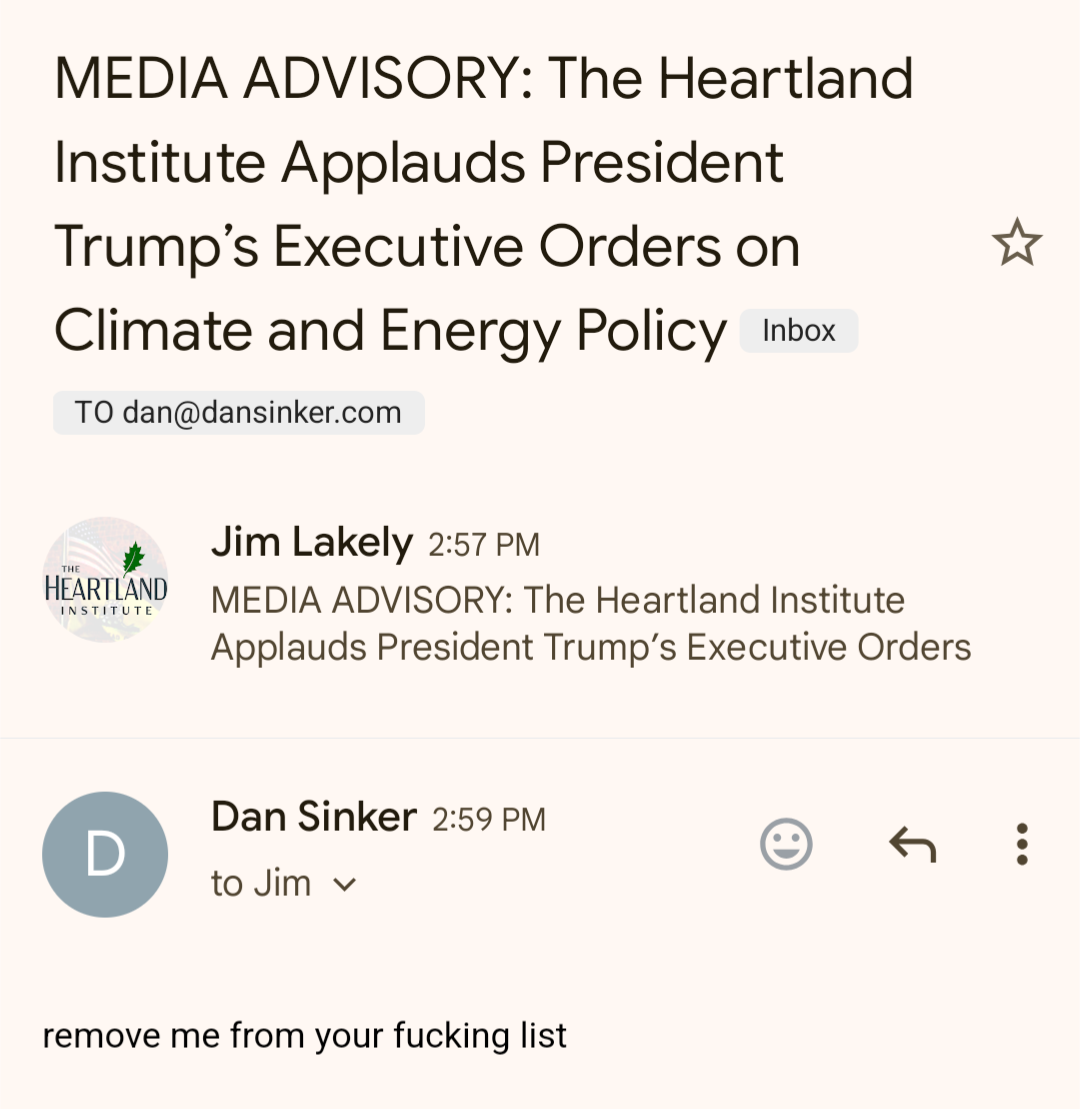 MEDIA ADVISORY: The Heartland
Institute Applauds President
Trump’s Executive Orders on
Climate and Energy Policy Inbox
TO dan@dansinker.com
THE
HEARTLAND
INSTITUTE
Jim Lakely 2:57 PM
MEDIA ADVISORY: The Heartland Institute
Applauds President Trump’s Executive Orders
D
Dan Sinker 2:59 PM
to Jim
remove me from your fucking list